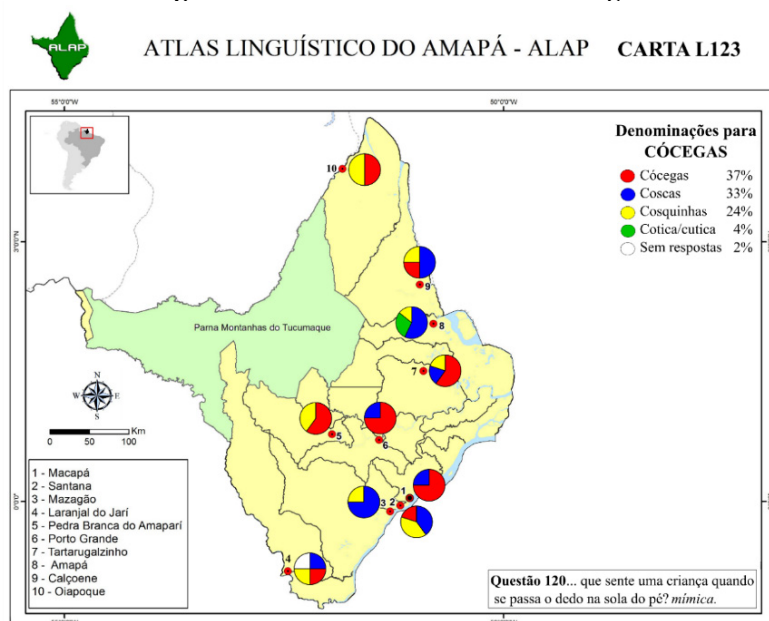 ALAP
ATLAS LINGUÍSTICO DO AMAPÁ - ALAP CARTA L123
55°0'0"W
50°0'0"W
Denominações para
CÓCEGAS
Cócegas 37%
Coscas 33%
Cosquinhas 24%
Cotica/cutica 4%
Sem respostas 2%
10
9
8
7
Parna Montanhas do Tucumaque
5
6
N
W E
S
Km
0 50 100
1
2
3
4
1 - Macapá
2 - Santana
3 - Mazagão
4 - Laranjal do Jarí
5 - Pedra Branca do Amaparí
6 - Porto Grande
7 - Tartarugalzinho
8 - Amapá
9 - Calçoene
10 - Oiapoque
Questão 120... que sente uma criança quando
se passa o dedo na sola do pé? mímica.